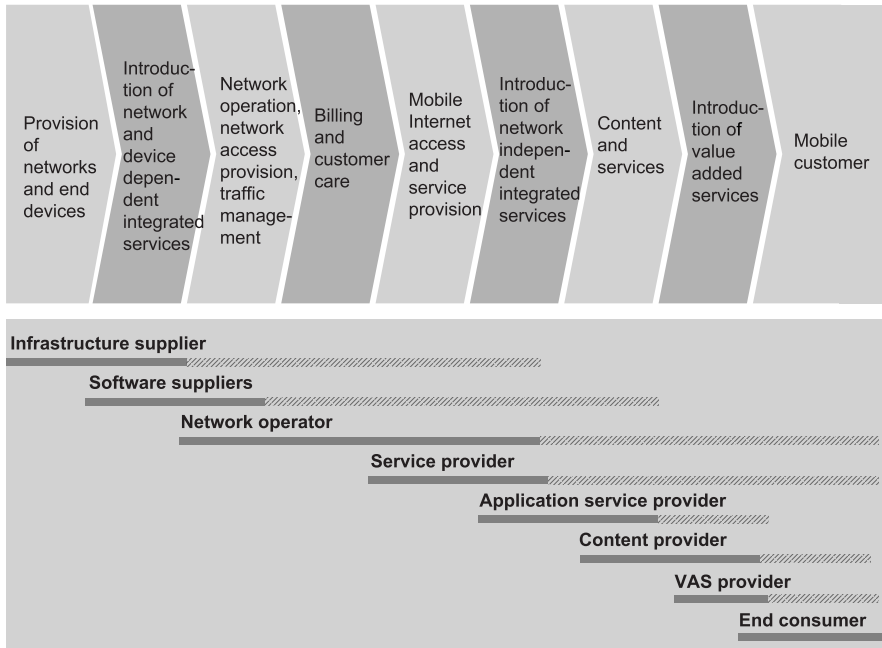 Provision
of
networks
and end
devices
Introduc-
tion of
network
and
device
depen-
dent
integrated
services
Network
operation,
network
access
provision,
traffic
manage-
ment
Billing
and
customer
care
Mobile
Internet
access
and
service
provision
Introduc-
tion of
network
indepen-
dent
integrated
services
Content
and
services
Introduc-
tion of
value
added
services
Mobile
customer
Infrastructure supplier
Software suppliers
Network operator
Service provider
Application service provider
Content provider
VAS provider
End consumer